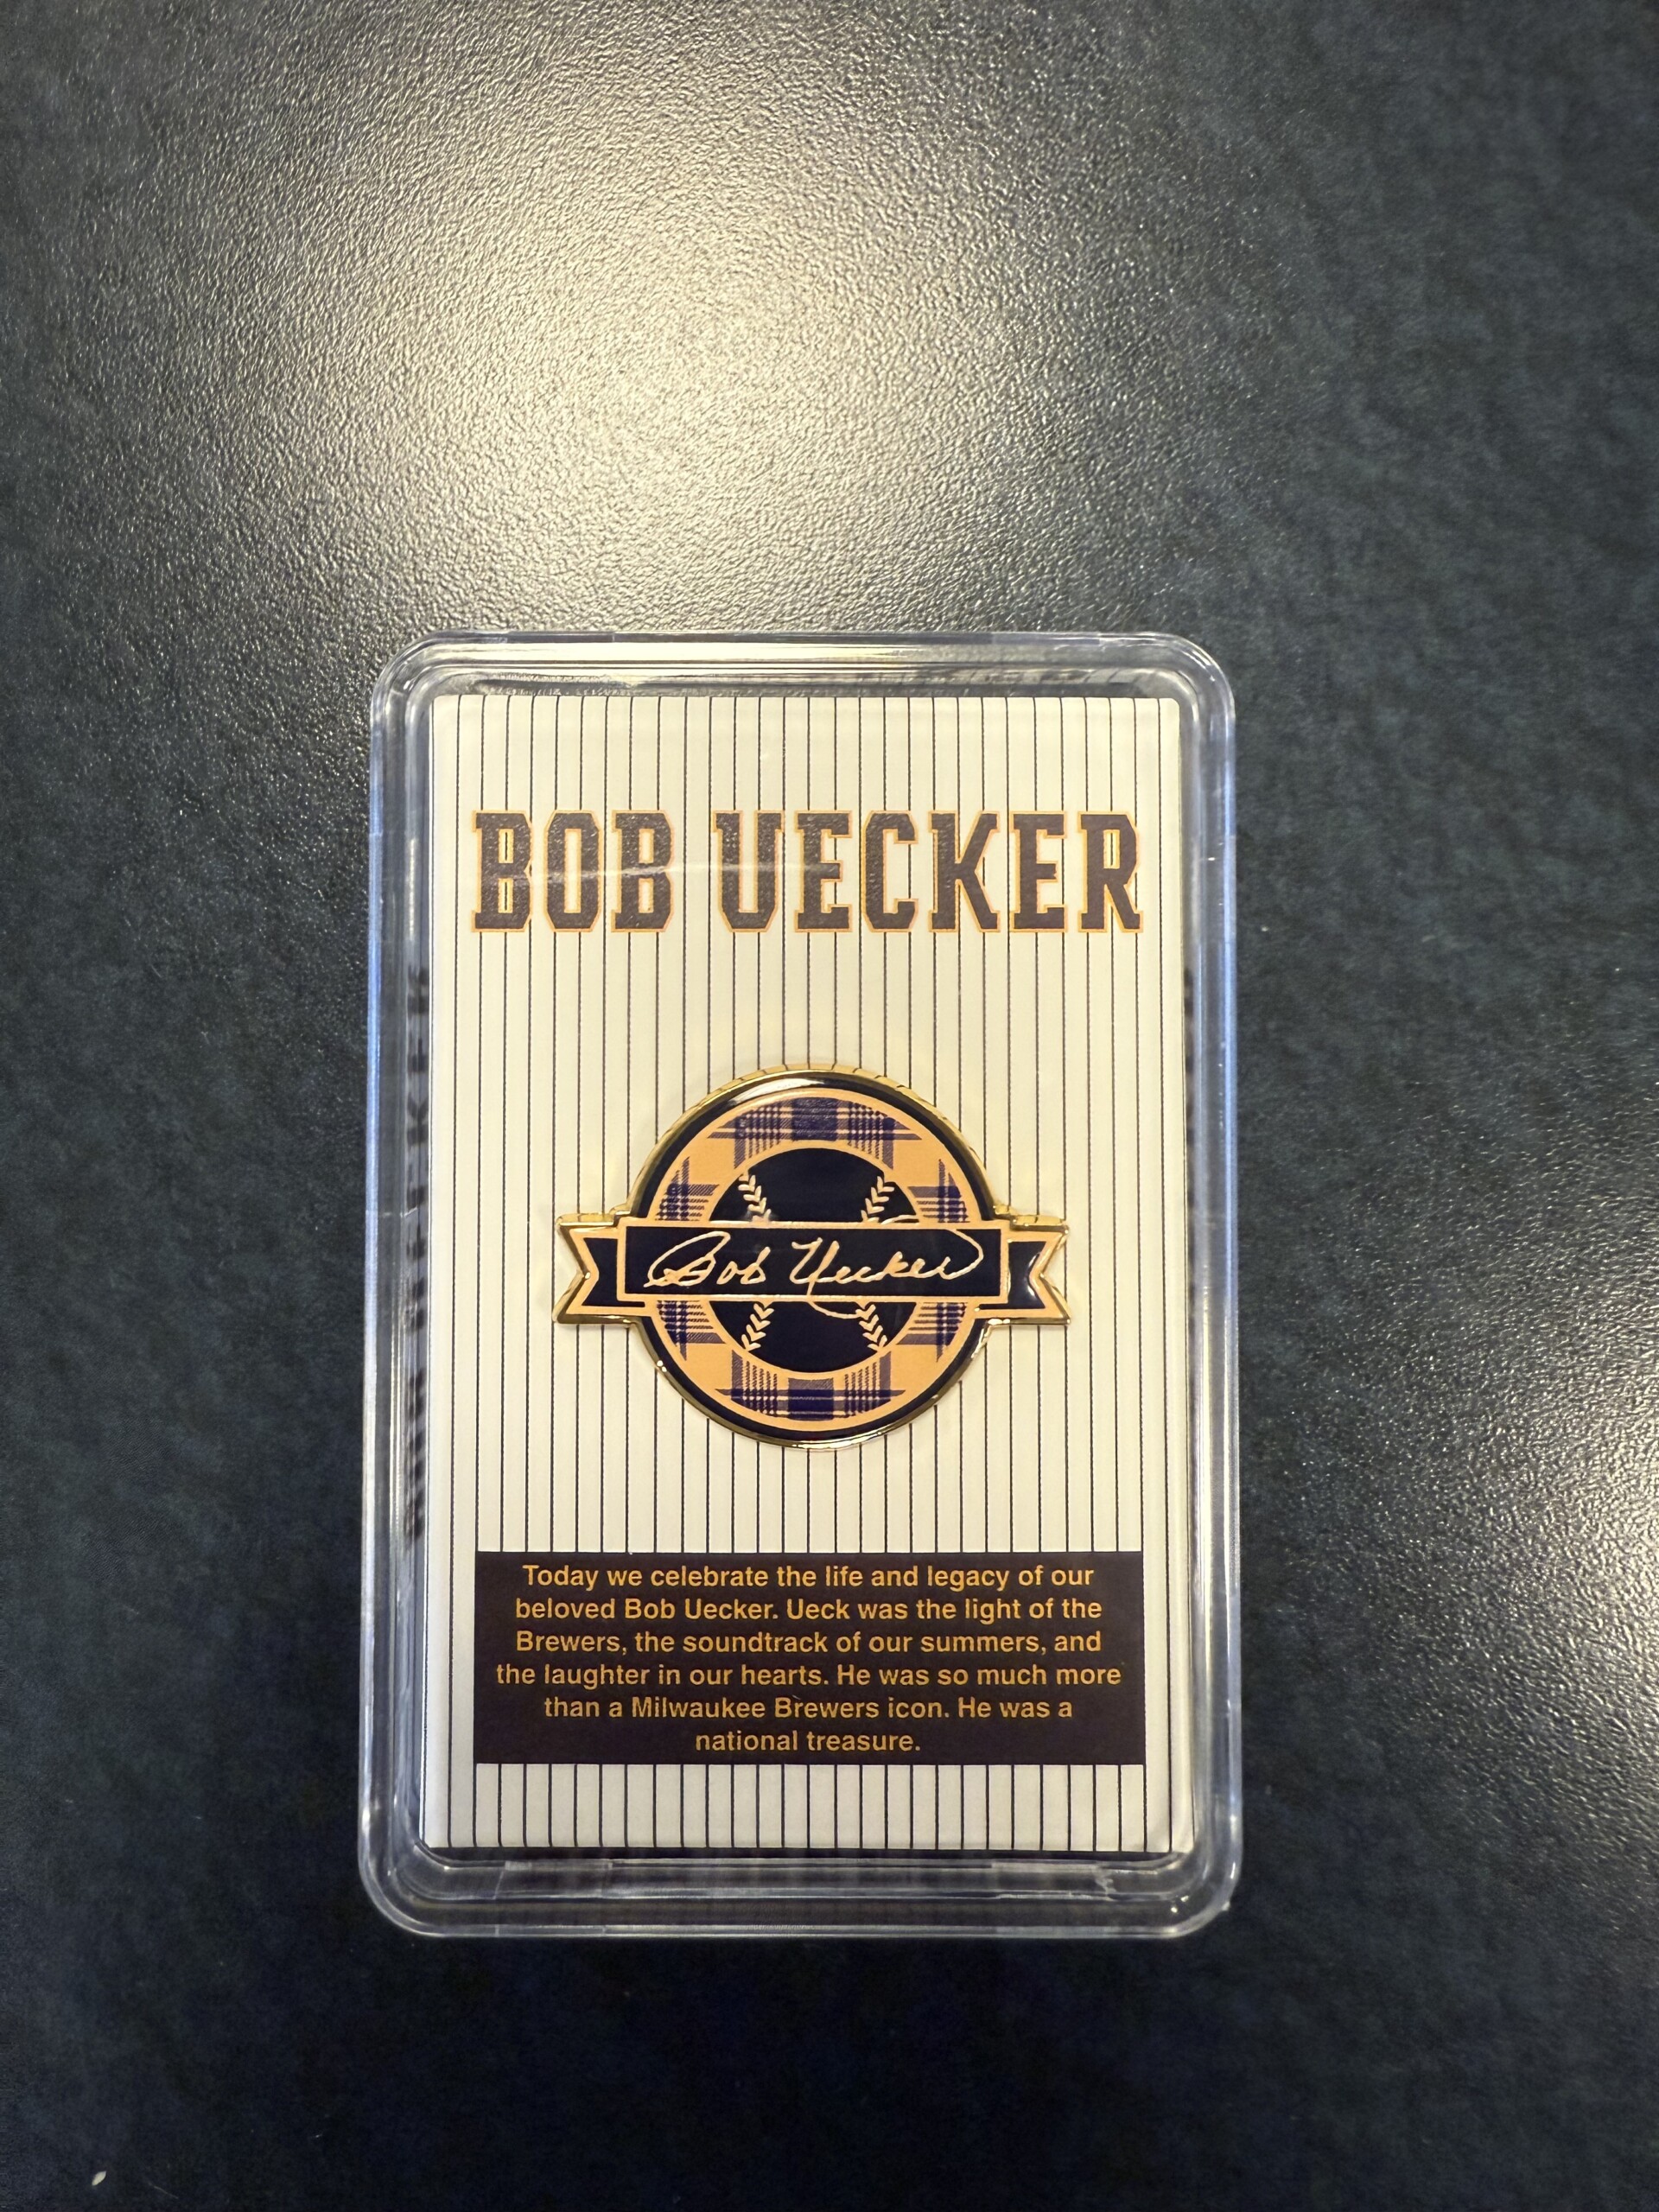 BOB UECKER
Bob Uecker
Today we celebrate the life and legacy of our
beloved Bob Uecker. Ueck was the light of the
Brewers, the soundtrack of our summers, and
the laughter in our hearts. He was so much more
than a Milwaukee Brewers icon. He was a
national treasure.